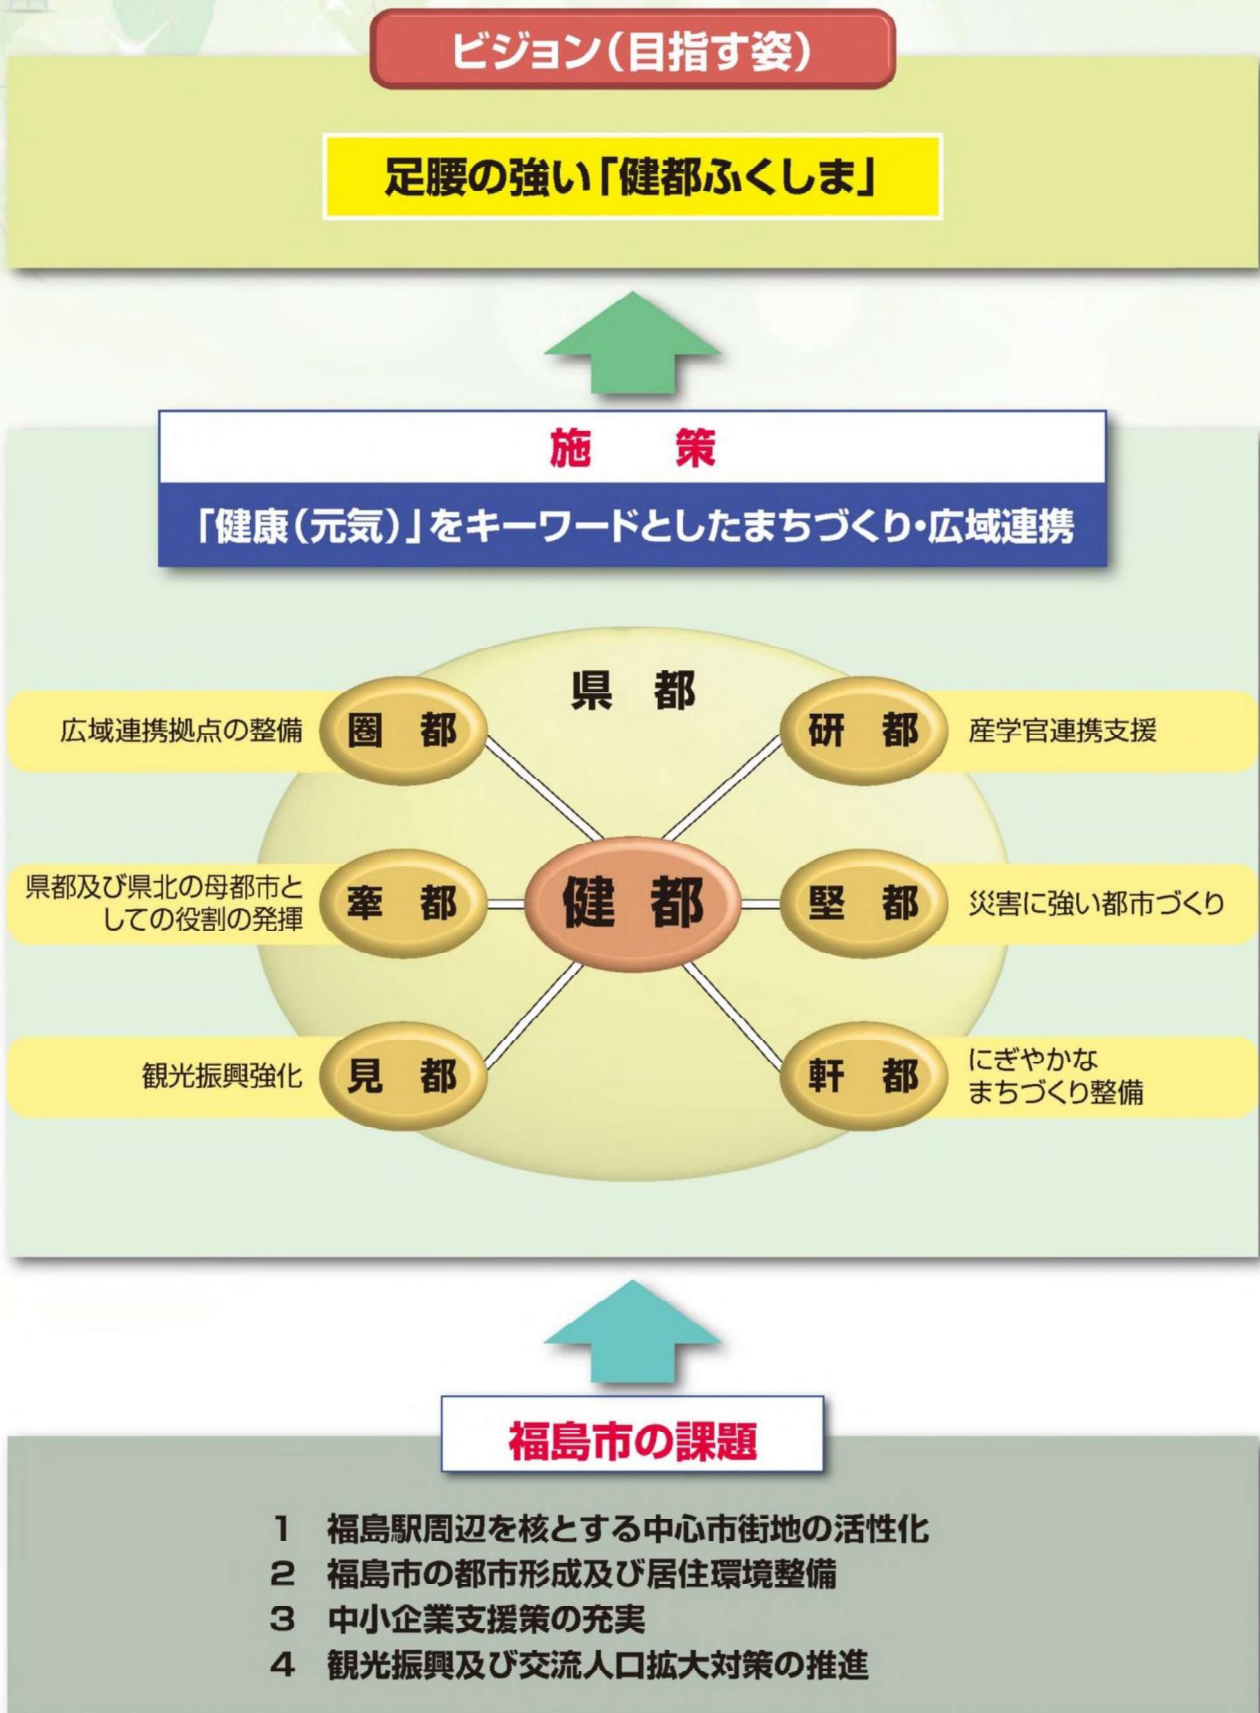 ビジョン（目指す姿）
足腰の強い「健都ふくしま」
施　策
「健康（元気）」をキーワードとしたまちづくり・広域連携
県　都
広域連携拠点の整備
圏　都
研　都
産学官連携支援
県都及び県北の母都市と
しての役割の発揮
牽　都
健　都
堅　都
災害に強い都市づくり
観光振興強化
見　都
軒　都
にぎやかな
まちづくり整備
福島市の課題
1　福島駅周辺を核とする中心市街地の活性化
2　福島市の都市形成及び居住環境整備
3　中小企業支援策の充実
4　観光振興及び交流人口拡大対策の推進